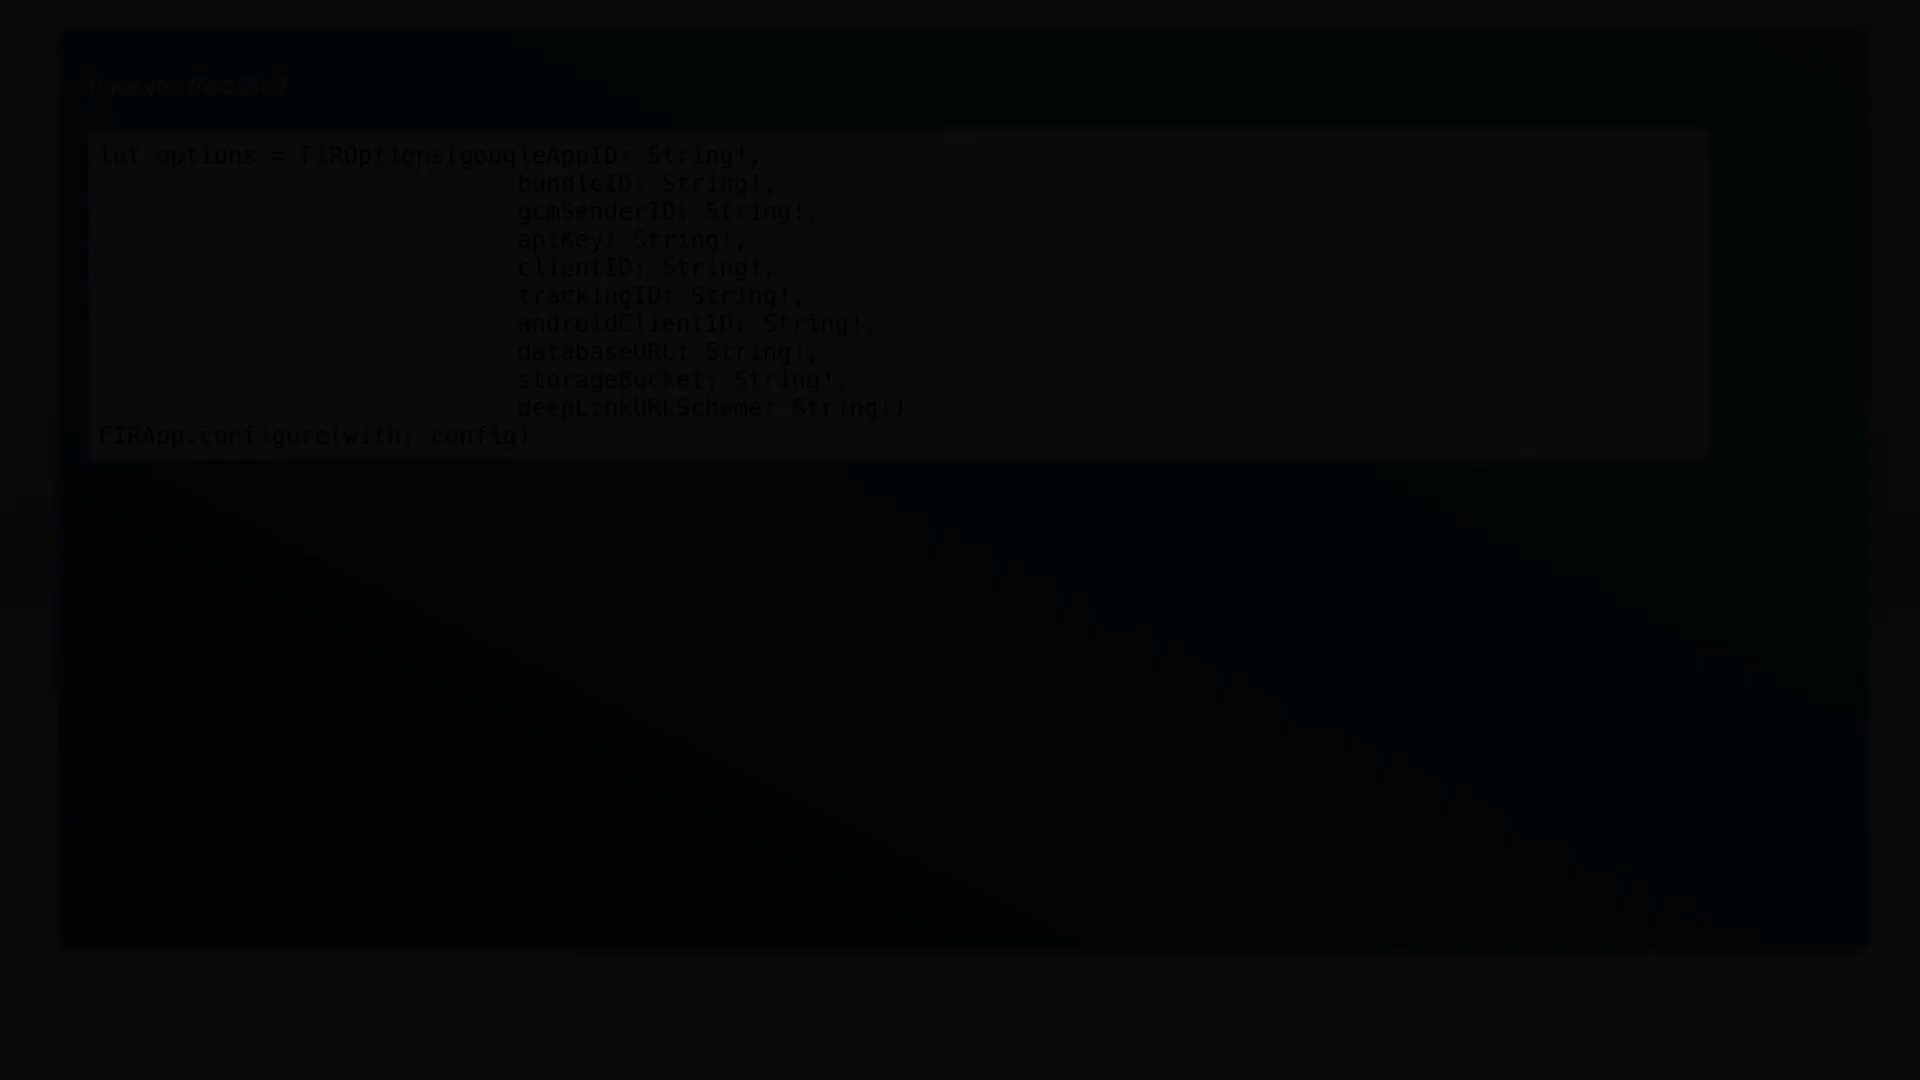 Have you tried this?
let options = FIROptions(googleAppID: String!,
bundleID: String!,
gcmSenderID: String!,
apiKey: String!,
clientID: String!,
trackingID: String!,
androidClientID: String!,
databaseURL: String!,
storageBucket: String!,
deepLinkURLScheme: String!)
FIRApp.configure(with: config)